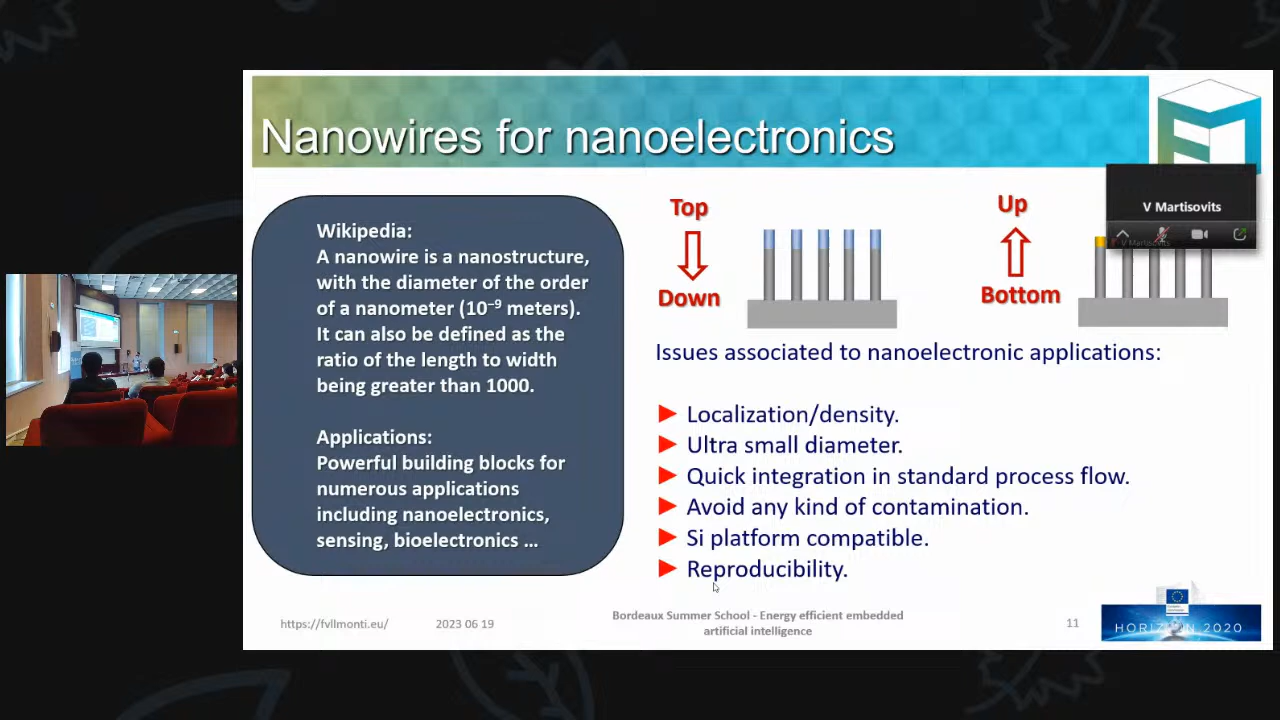 Nanowires for nanoelectronics
Wikipedia:
A nanowire is a nanostructure,
with the diameter of the order
of a nanometer (10⁻⁹ meters).
It can also be defined as the
ratio of the length to width
being greater than 1000.
Applications:
Powerful building blocks for
numerous applications
including nanoelectronics,
sensing, bioelectronics ...
Top
Down
Up
Bottom
V Martisovits
V Martisovits
Issues associated to nanoelectronic applications:
Localization/density.
Ultra small diameter.
Quick integration in standard process flow.
Avoid any kind of contamination.
Si platform compatible.
Reproducibility.
https://fvllmonti.eu/
2023 06 19
Bordeaux Summer School - Energy efficient embedded
artificial intelligence
11
HORIZON 2020